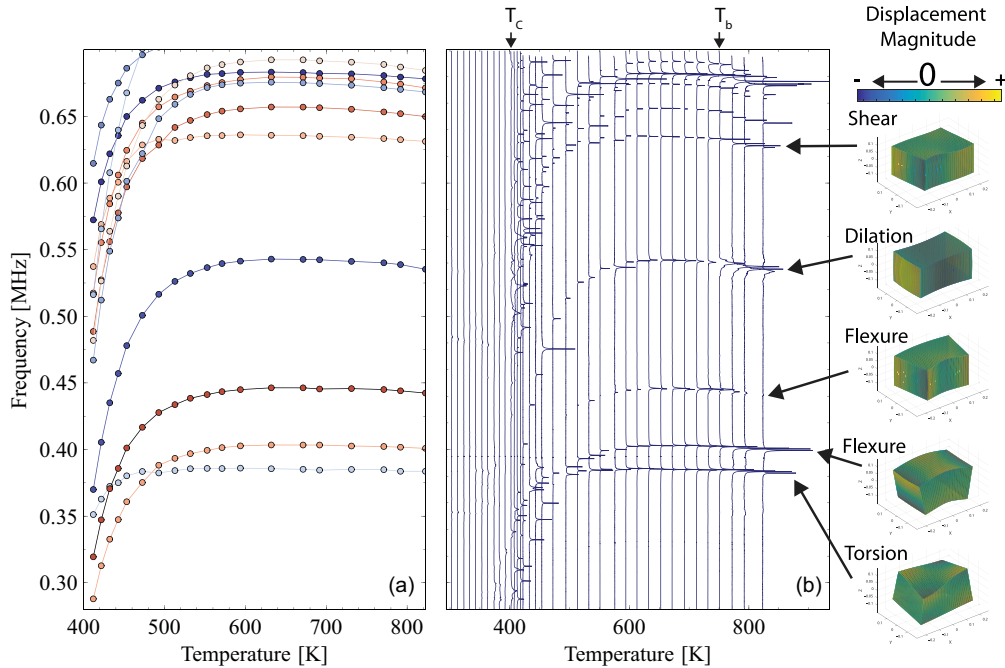 T_C
T_b
Displacement
Magnitude
- 0 +
0.65
0.60
0.55
0.50
0.45
0.40
0.35
0.30
Frequency [MHz]
(a)
(b)
400 500 600 700 800
Temperature [K]
400 600 800
Temperature [K]
Shear
Dilation
Flexure
Flexure
Torsion